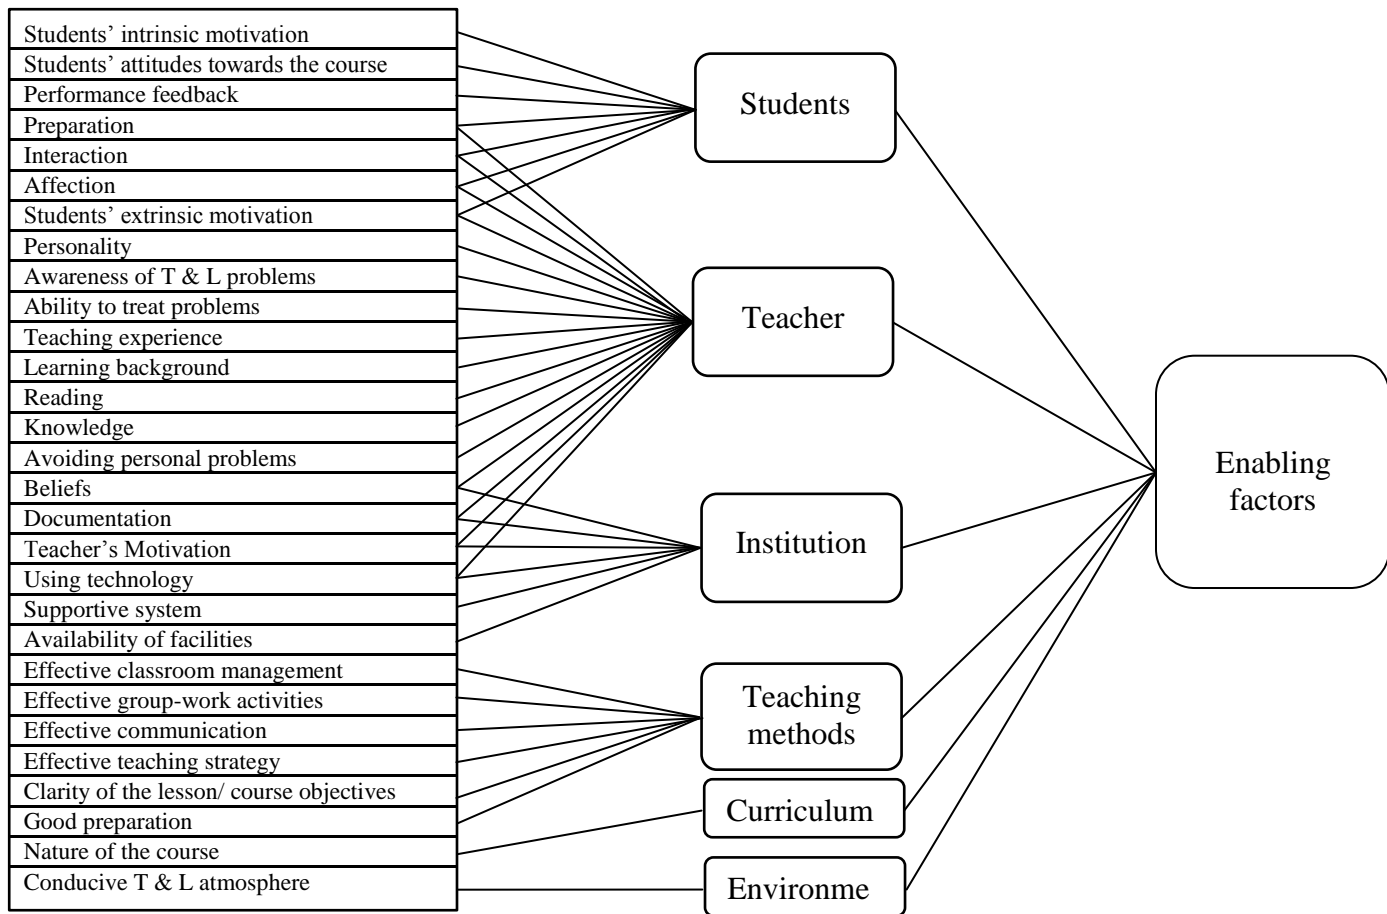 Students’ intrinsic motivation
Students’ attitudes towards the course
Performance feedback
Preparation
Interaction
Affection
Students’ extrinsic motivation
Personality
Awareness of T & L problems
Ability to treat problems
Teaching experience
Learning background
Reading
Knowledge
Avoiding personal problems
Beliefs
Documentation
Teacher’s Motivation
Using technology
Supportive system
Availability of facilities
Effective classroom management
Effective group-work activities
Effective communication
Effective teaching strategy
Clarity of the lesson/ course objectives
Good preparation
Nature of the course
Conducive T & L atmosphere
Students
Teacher
Institution
Teaching
methods
Curriculum
Environme
Enabling
factors